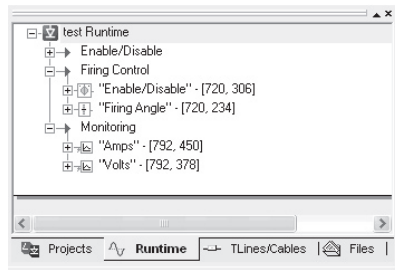 test Runtime
Enable/Disable
Firing Control
"Enable/Disable" - [720, 306]
"Firing Angle" - [720, 234]
Monitoring
"Amps" - [792, 450]
"Volts" - [792, 378]
Projects Runtime TLines/Cables Files